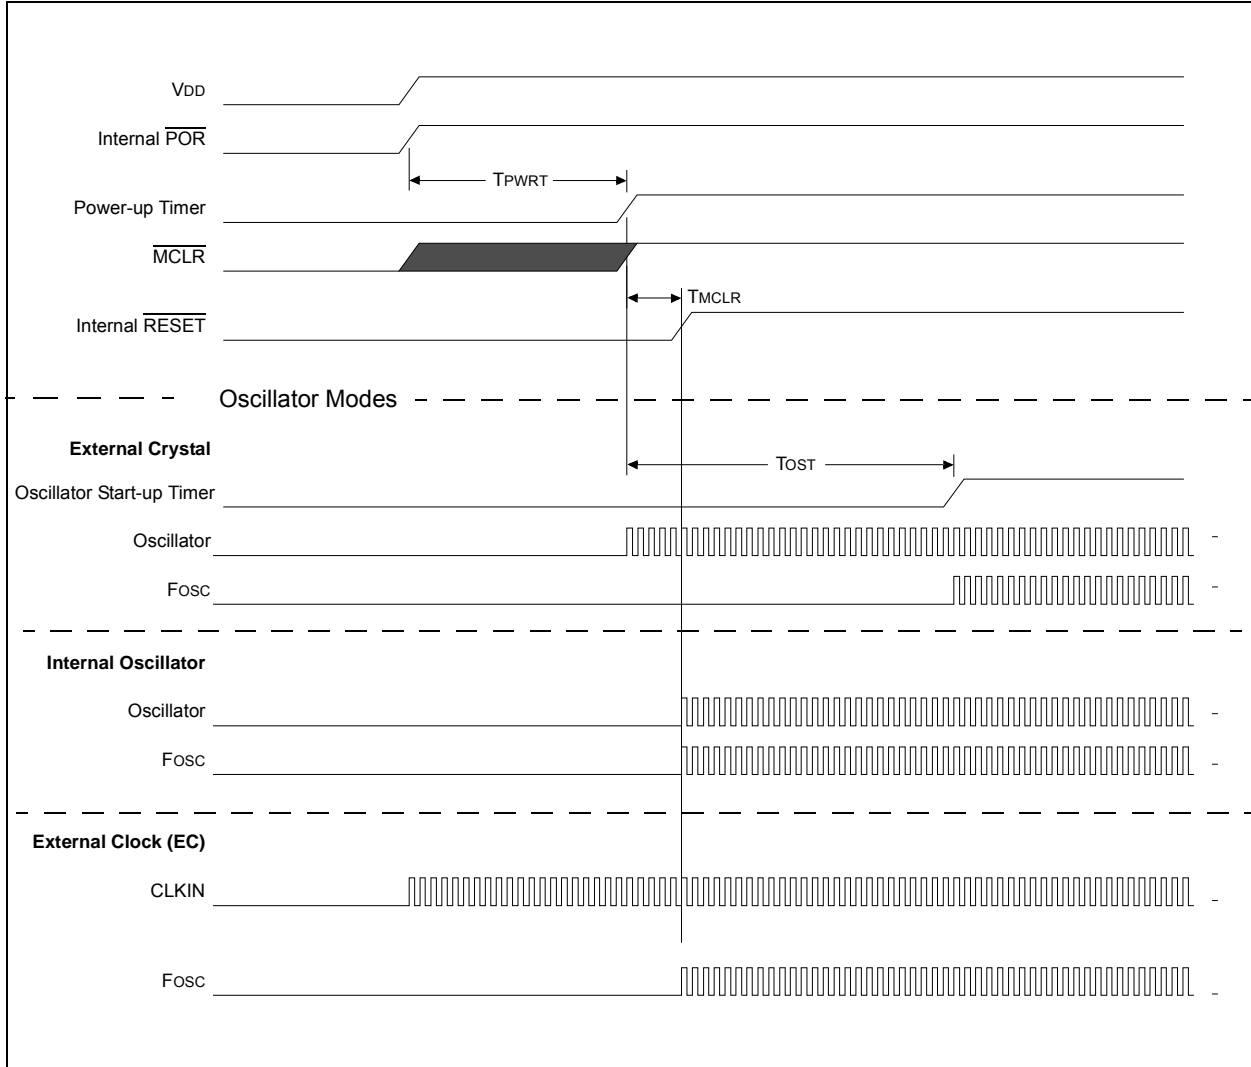 VDD
Internal POR
TPWRT
Power-up Timer
MCLR
TMCLR
Internal RESET
Oscillator Modes
External Crystal
TOST
Oscillator Start-up Timer
Oscillator
FOSC
Internal Oscillator
Oscillator
FOSC
External Clock (EC)
CLKIN
FOSC